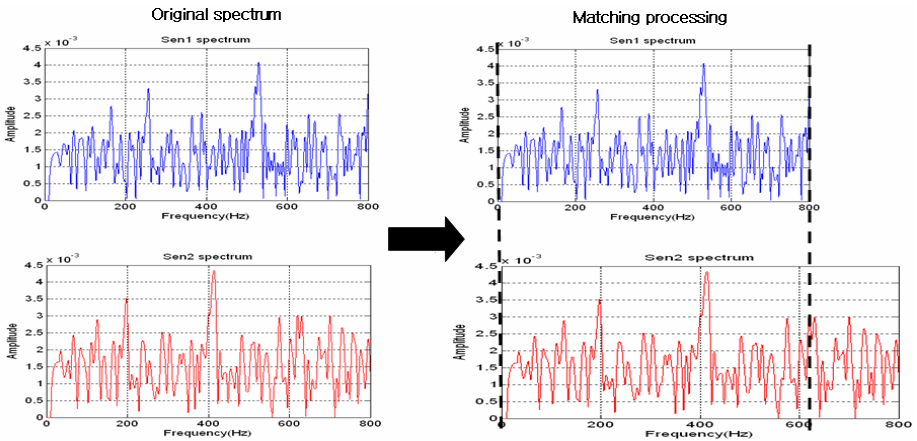 Original spectrum
Matching processing
Sen1 spectrum
x 10⁻³
4.5
4
3.5
3
2.5
2
1.5
1
0.5
0
Amplitude
0 200 400 600 800
Frequency(Hz)
Sen1 spectrum
x 10⁻³
4.5
4
3.5
3
2.5
2
1.5
1
0.5
0
Amplitude
0 200 400 600 800
Frequency(Hz)
Sen2 spectrum
x 10⁻³
4.5
4
3.5
3
2.5
2
1.5
1
0.5
0
Amplitude
0 200 400 600 800
Frequency(Hz)
Sen2 spectrum
x 10⁻³
4.5
4
3.5
3
2.5
2
1.5
1
0.5
0
Amplitude
0 200 400 600 800
Frequency(Hz)